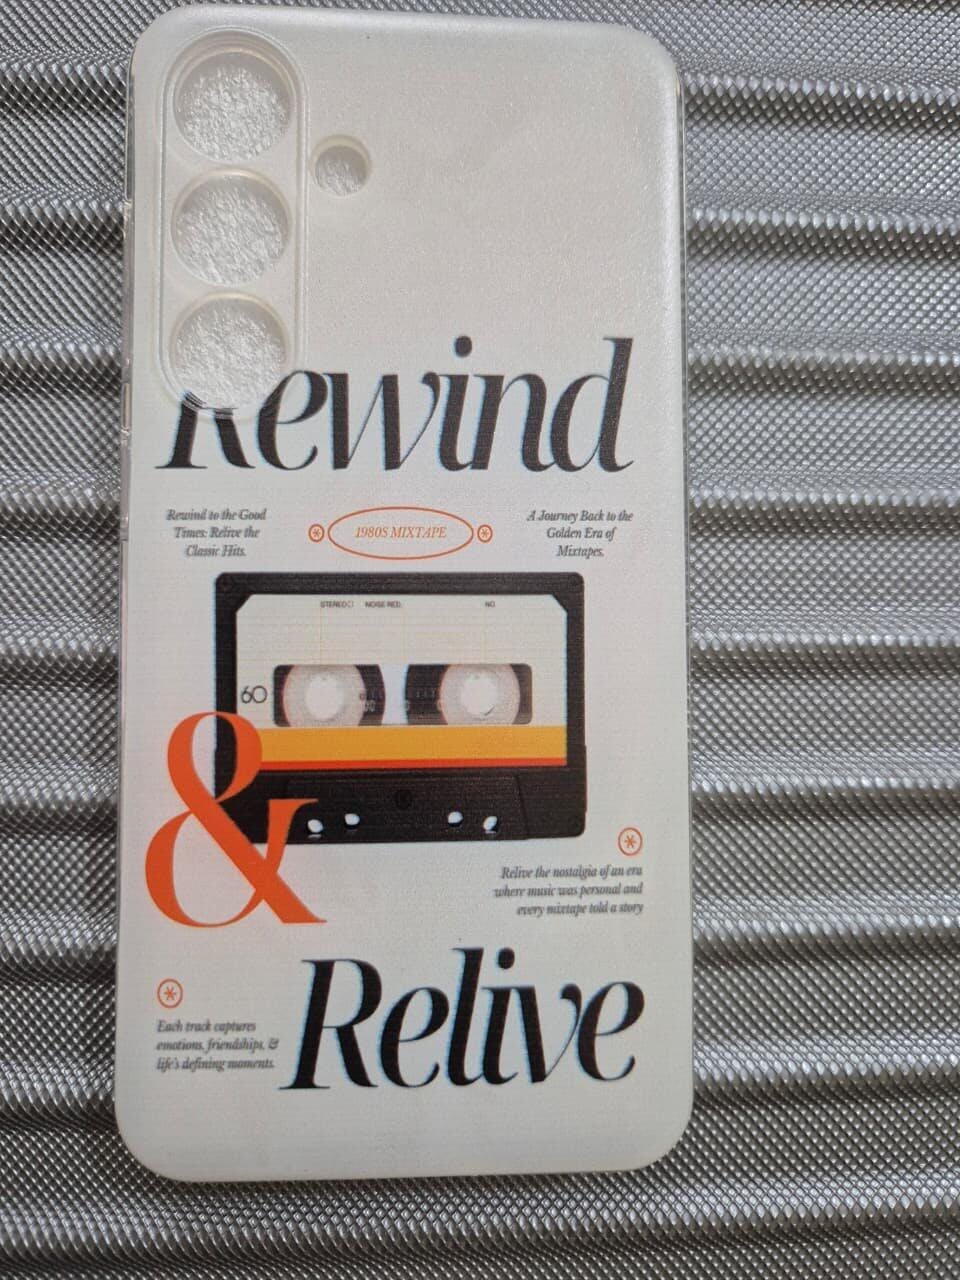 Rewind
Rewind to the Good
Times: Relive the
Classic Hits.
1980S MIXTAPE
A Journey Back to the
Golden Era of
Mixtapes.
STEREO NOISE RED. NO
60
&
Relive the nostalgia of an era
where music was personal and
every mixtape told a story
Relive
Each track captures
emotions, friendships, &
life's defining moments.